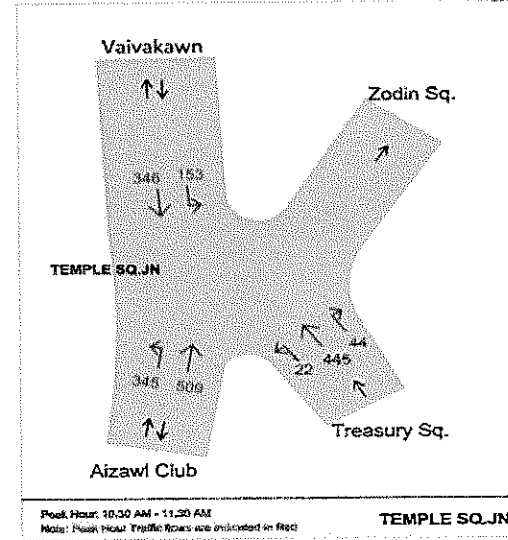 Vaivakawn
Zodin Sq.
346 153
TEMPLE SQ.JN
44
445
22
345 509
Treasury Sq.
Aizawl Club
Peak Hour: 10.30 AM - 11.30 AM
Note: Peak Hour Traffic flows are indicated in Red
TEMPLE SQ.JN